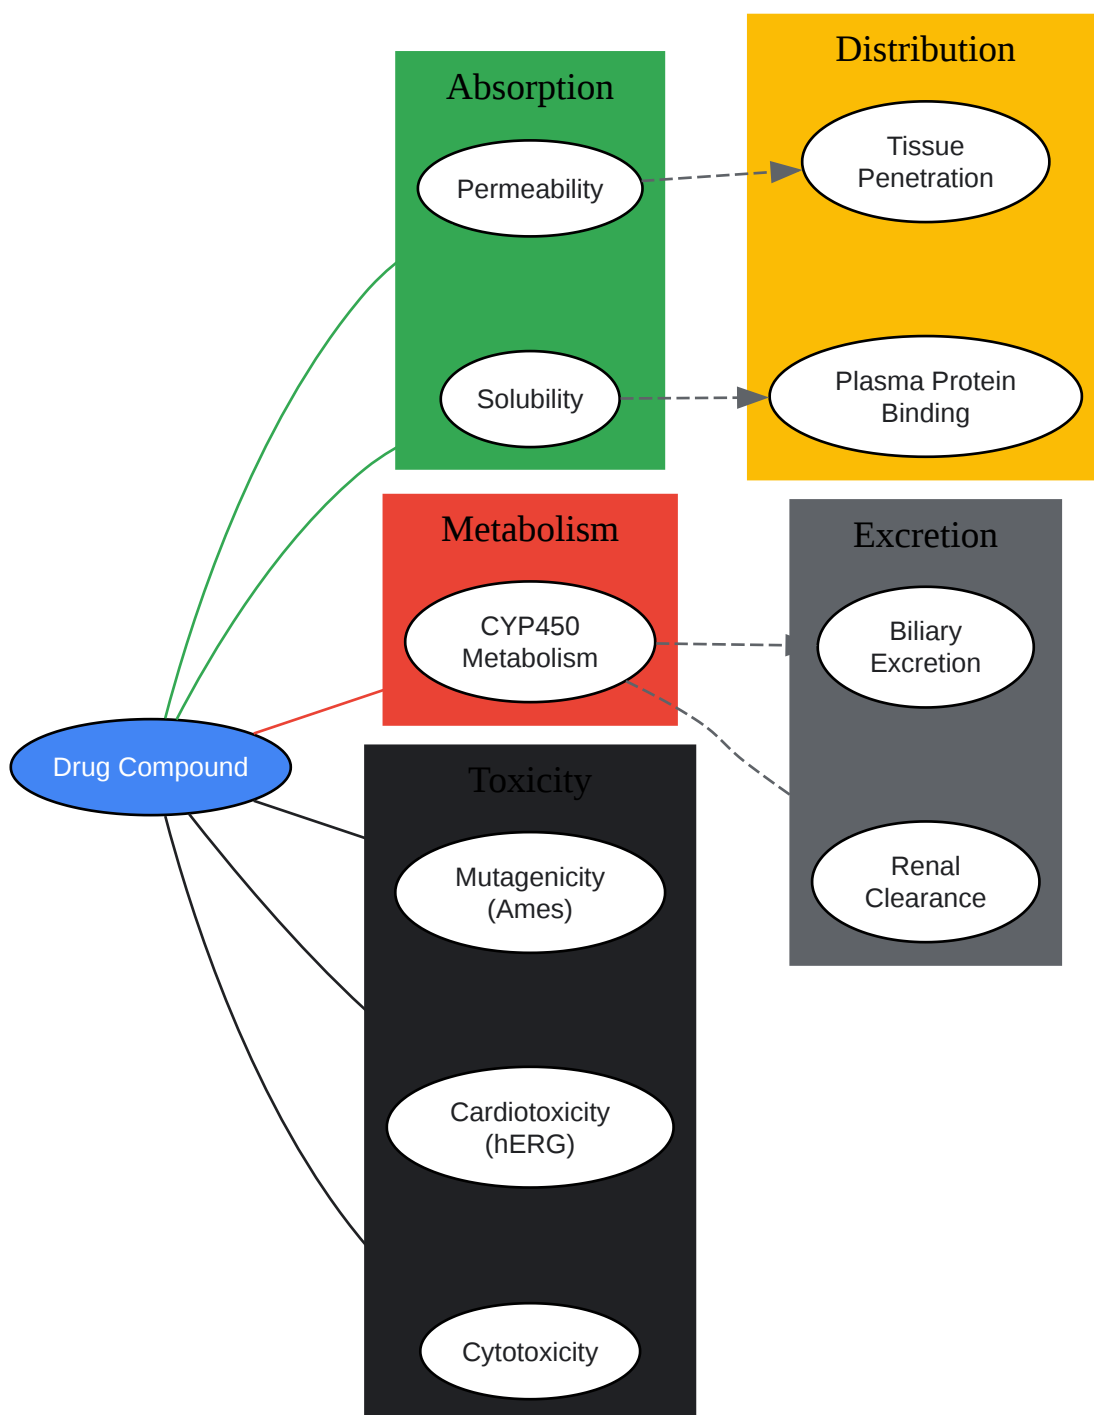 Absorption
Permeability
Solubility
Distribution
Tissue
Penetration
Plasma Protein
Binding
Metabolism
CYP450
Metabolism
Excretion
Biliary
Excretion
Renal
Clearance
Drug Compound
Toxicity
Mutagenicity
(Ames)
Cardiotoxicity
(hERG)
Cytotoxicity